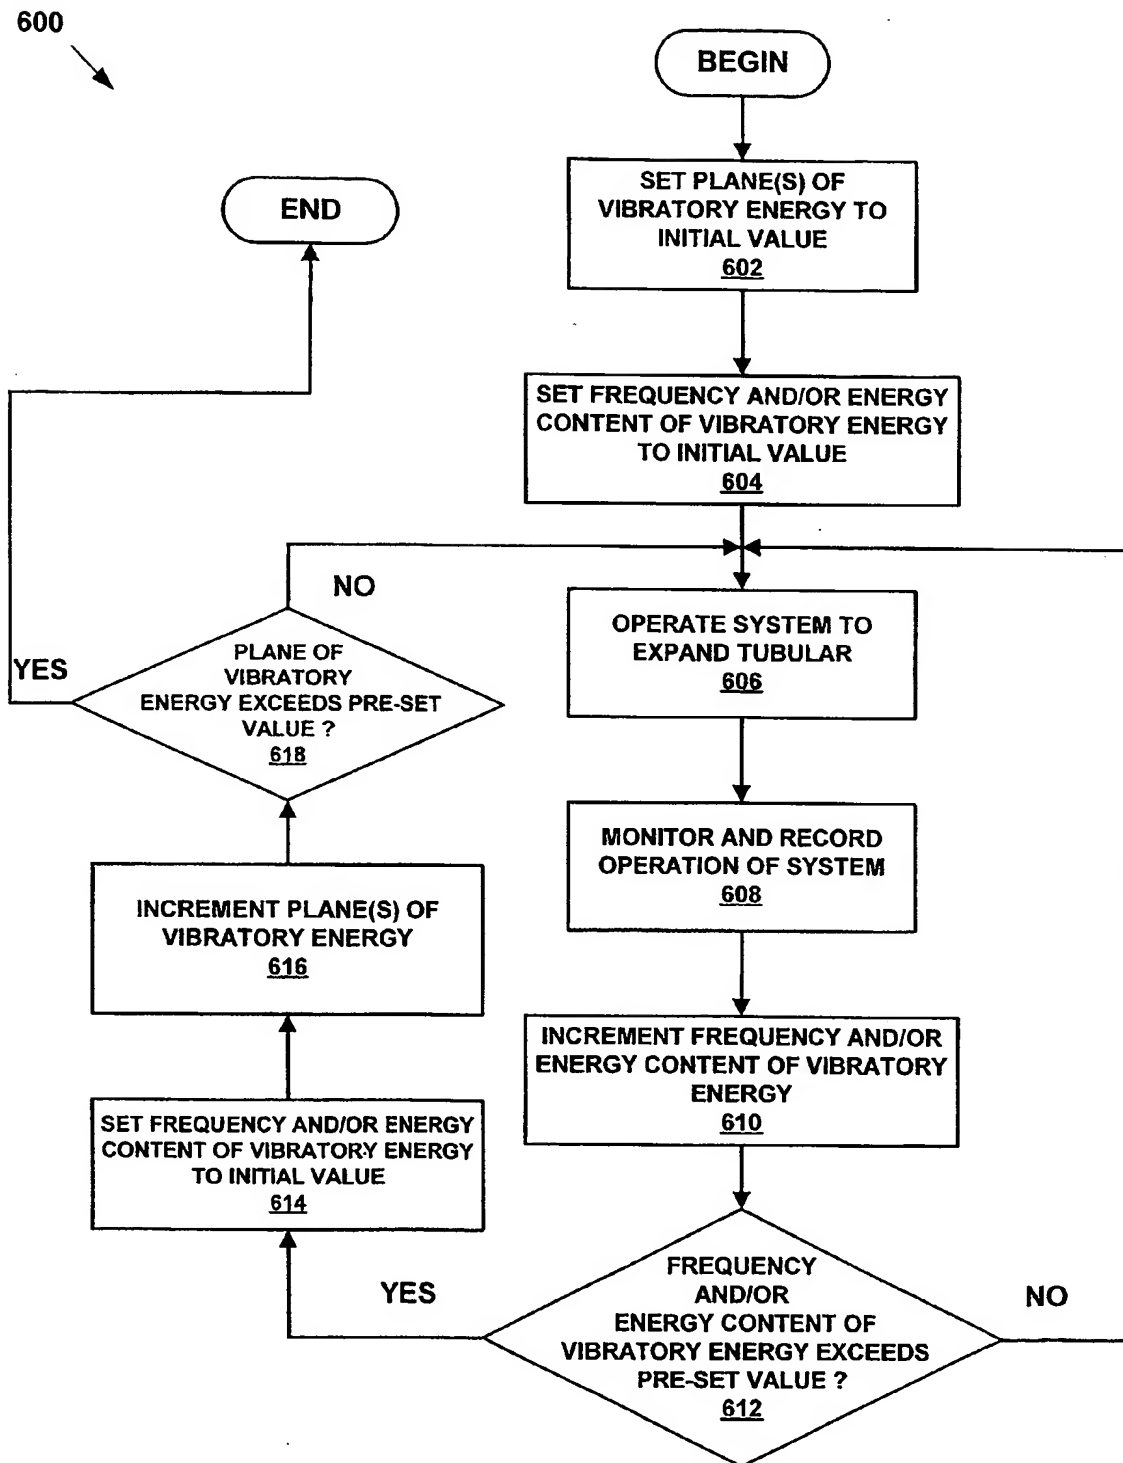 600
BEGIN
SET PLANE(S) OF
VIBRATORY ENERGY TO
INITIAL VALUE
602
END
SET FREQUENCY AND/OR ENERGY
CONTENT OF VIBRATORY ENERGY
TO INITIAL VALUE
604
NO
OPERATE SYSTEM TO
EXPAND TUBULAR
606
YES
PLANE OF
VIBRATORY
ENERGY EXCEEDS PRE-SET
VALUE ?
618
MONITOR AND RECORD
OPERATION OF SYSTEM
608
INCREMENT PLANE(S) OF
VIBRATORY ENERGY
616
INCREMENT FREQUENCY AND/OR
ENERGY CONTENT OF VIBRATORY
ENERGY
610
SET FREQUENCY AND/OR ENERGY
CONTENT OF VIBRATORY ENERGY
TO INITIAL VALUE
614
YES
FREQUENCY
AND/OR
ENERGY CONTENT OF
VIBRATORY ENERGY EXCEEDS
PRE-SET VALUE ?
612
NO